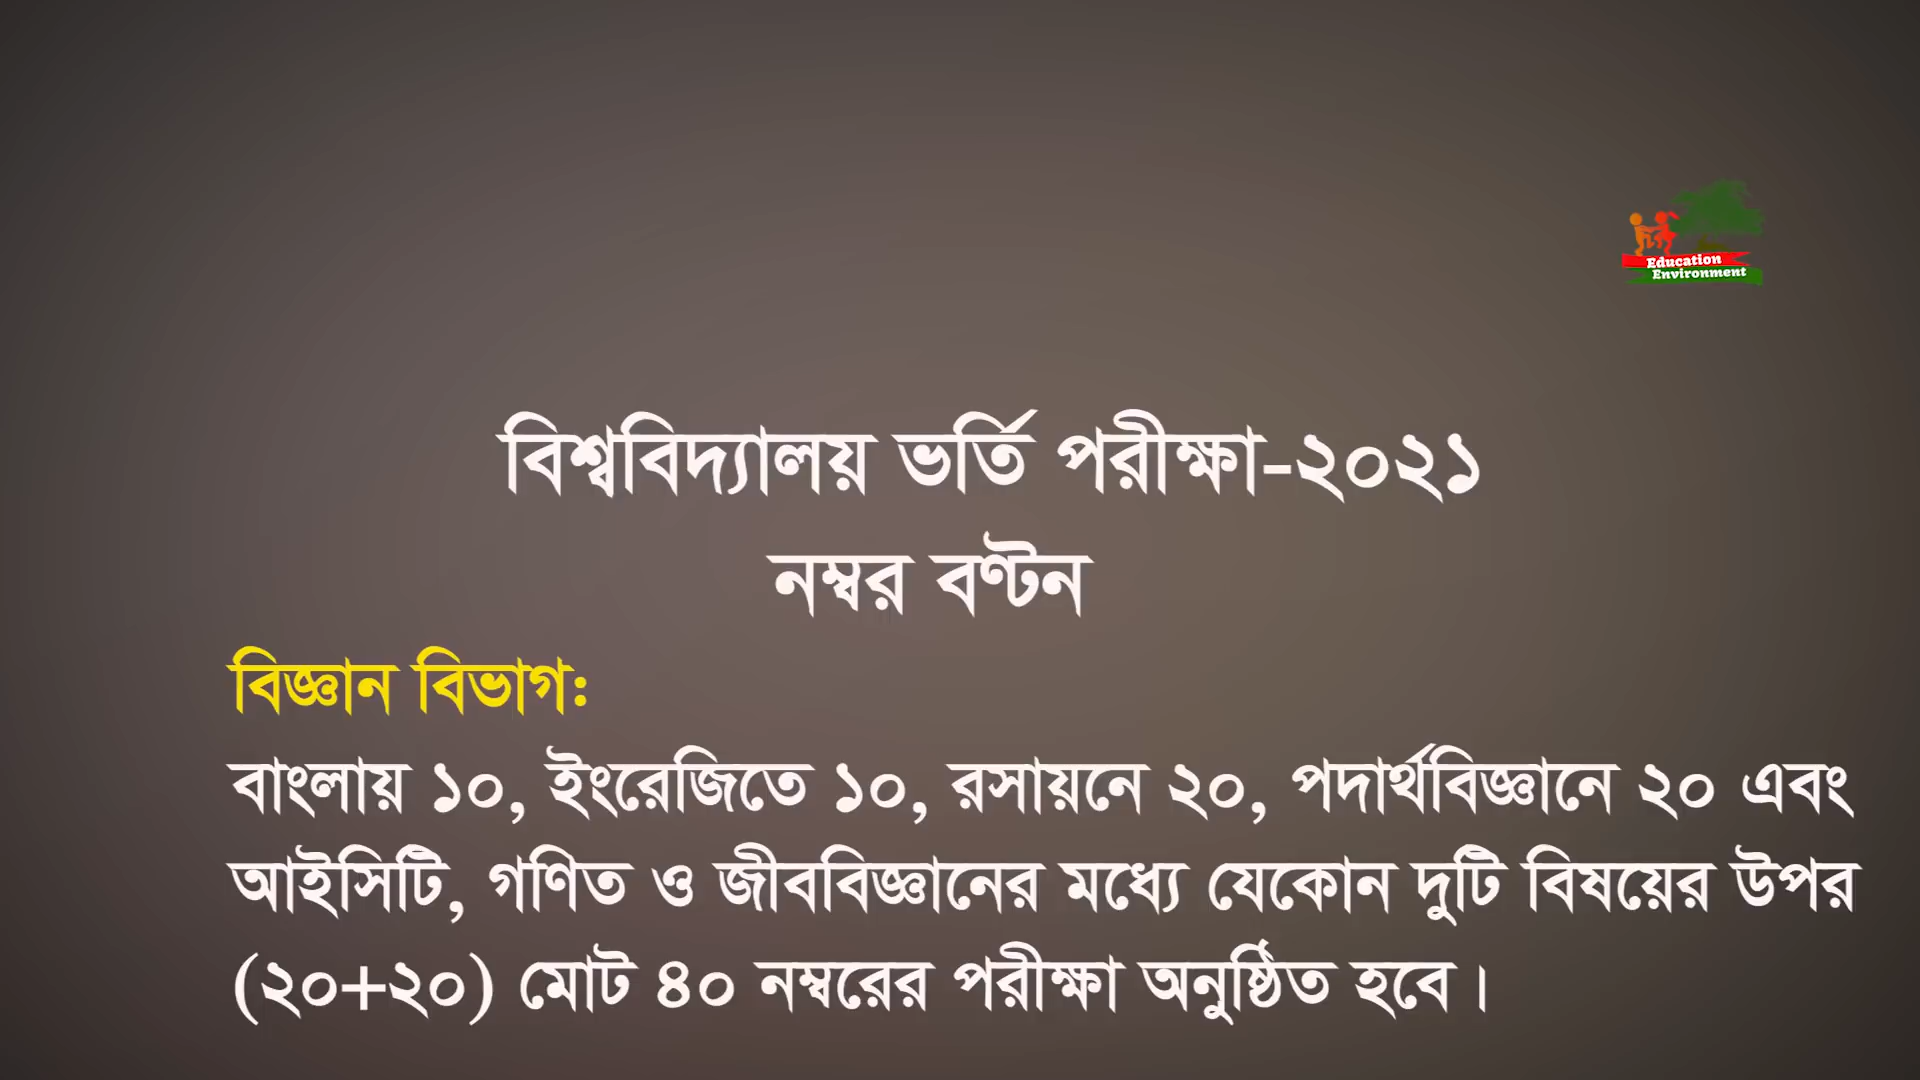 Education
Environment
বিশ্ববিদ্যালয় ভর্তি পরীক্ষা-২০২১
নম্বর বণ্টন
বিজ্ঞান বিভাগঃ
বাংলায় ১০, ইংরেজিতে ১০, রসায়নে ২০, পদার্থবিজ্ঞানে ২০ এবং
আইসিটি, গণিত ও জীববিজ্ঞানের মধ্যে যেকোন দুটি বিষয়ের উপর
(২০+২০) মোট ৪০ নম্বরের পরীক্ষা অনুষ্ঠিত হবে।